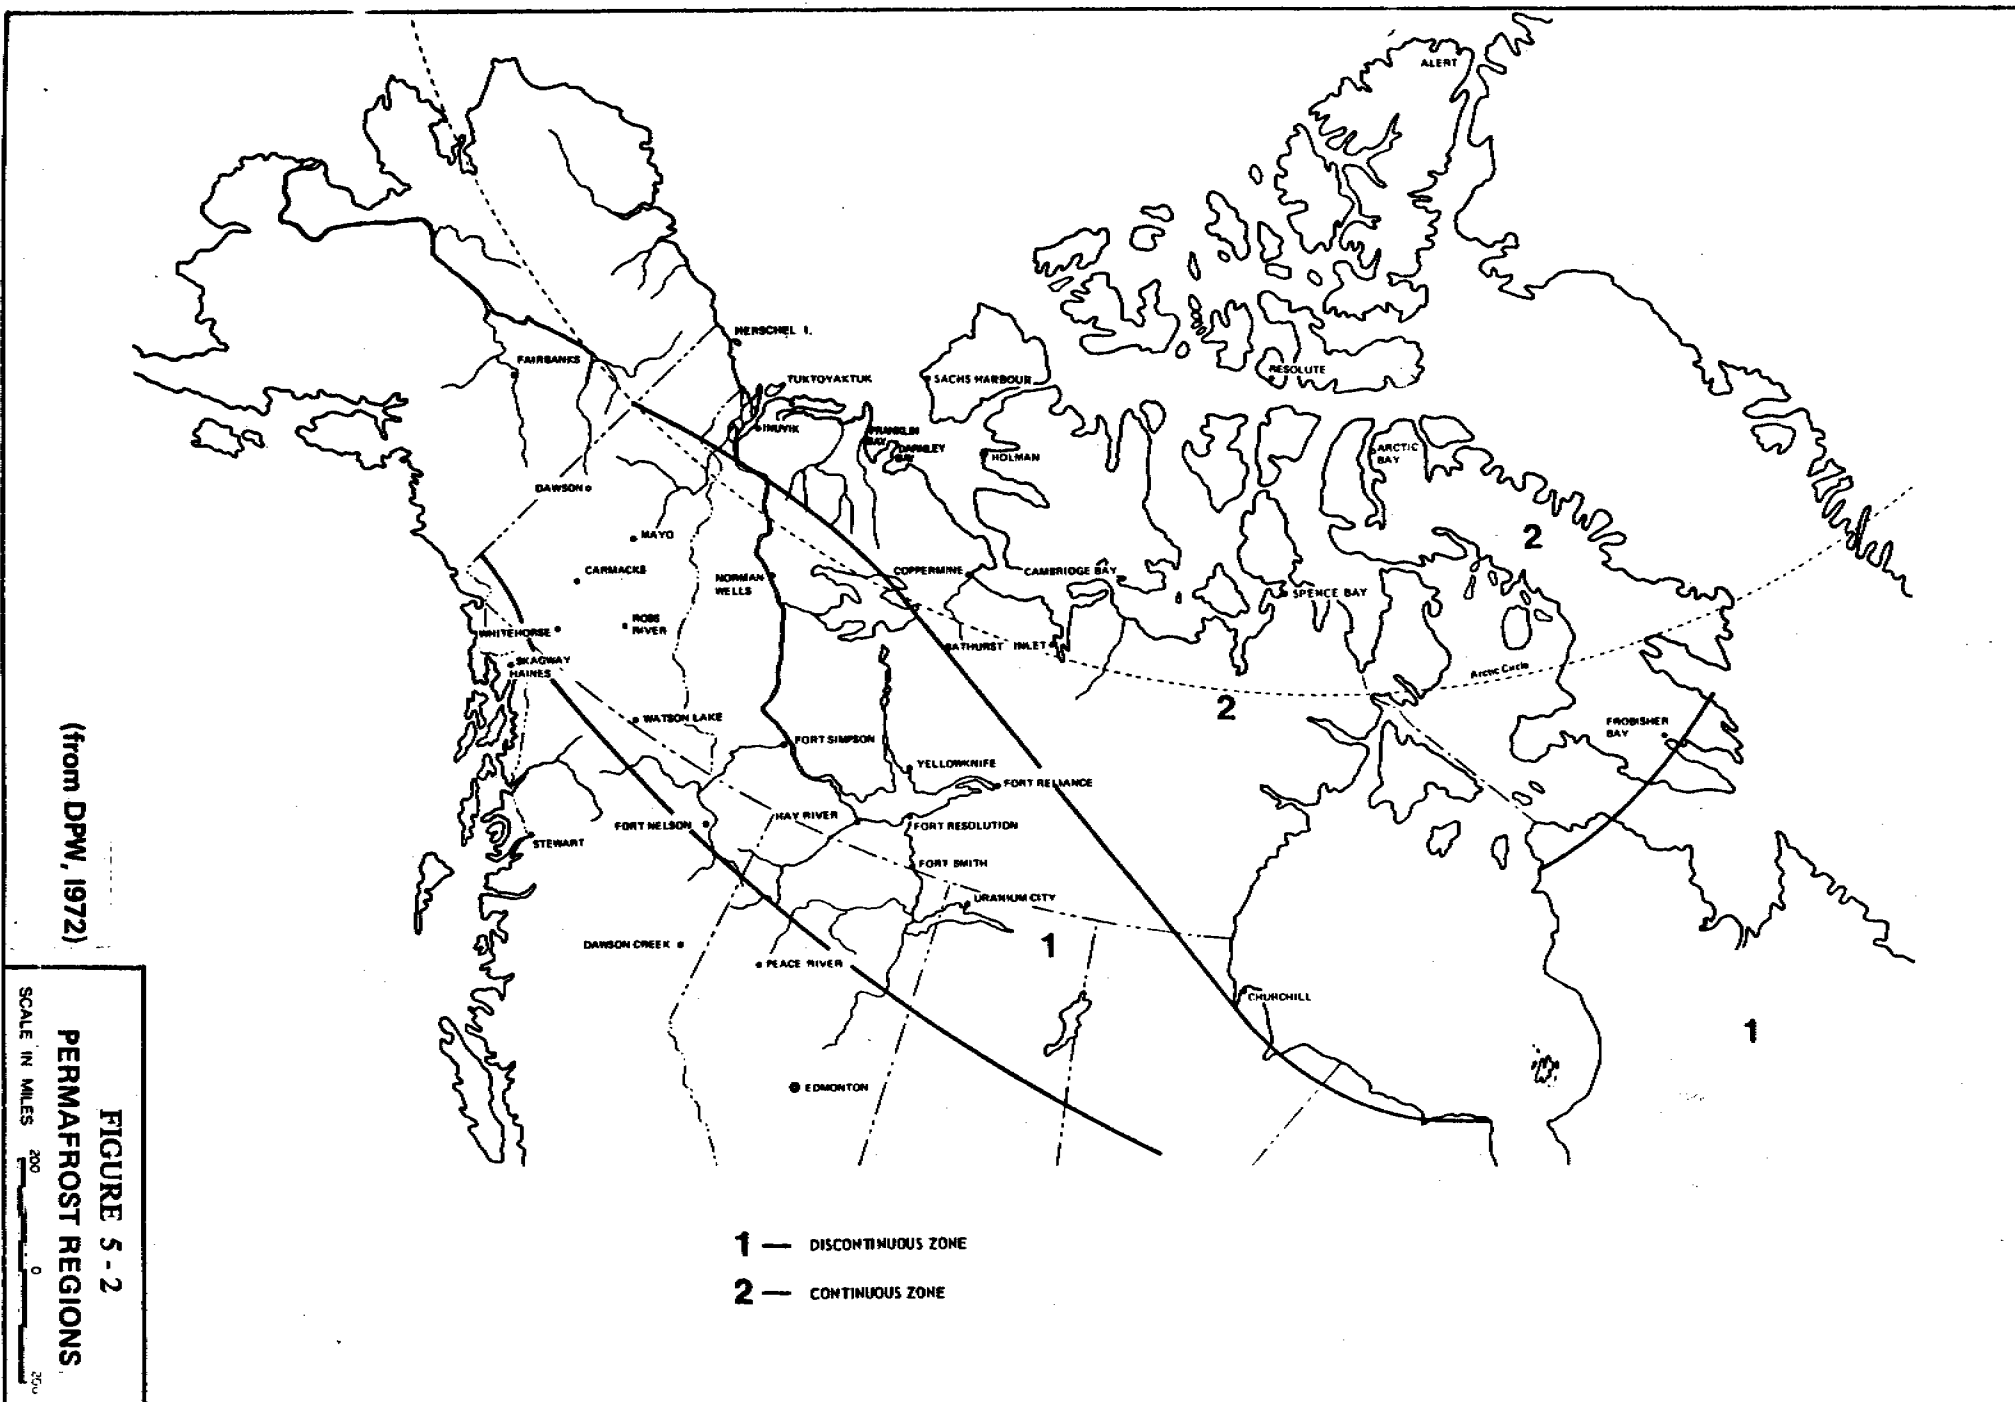 ALERT
HERSCHEL I.
FAIRBANKS
TUKTOYAKTUK
SACHS HARBOUR
RESOLUTE
INUVIK
FRANKLIN
BAY
DARNLEY
BAY
HOLMAN
ARCTIC
BAY
DAWSON
2
MAYO
CARMACKS
NORMAN
WELLS
COPPERMINE
CAMBRIDGE BAY
SPENCE BAY
ROSS
RIVER
WHITEHORSE
BATHURST INLET
SKAGWAY
HAINES
Arctic Circle
2
WATSON LAKE
FROBISHER
BAY
FORT SIMPSON
YELLOWKNIFE
FORT RELIANCE
HAY RIVER
FORT NELSON
FORT RESOLUTION
STEWART
FORT SMITH
URANIUM CITY
DAWSON CREEK
1
PEACE RIVER
CHURCHILL
1
EDMONTON
1 — DISCONTINUOUS ZONE
2 — CONTINUOUS ZONE
(from DPW, 1972)
FIGURE 5-2
PERMAFROST REGIONS
SCALE IN MILES 200 0 200